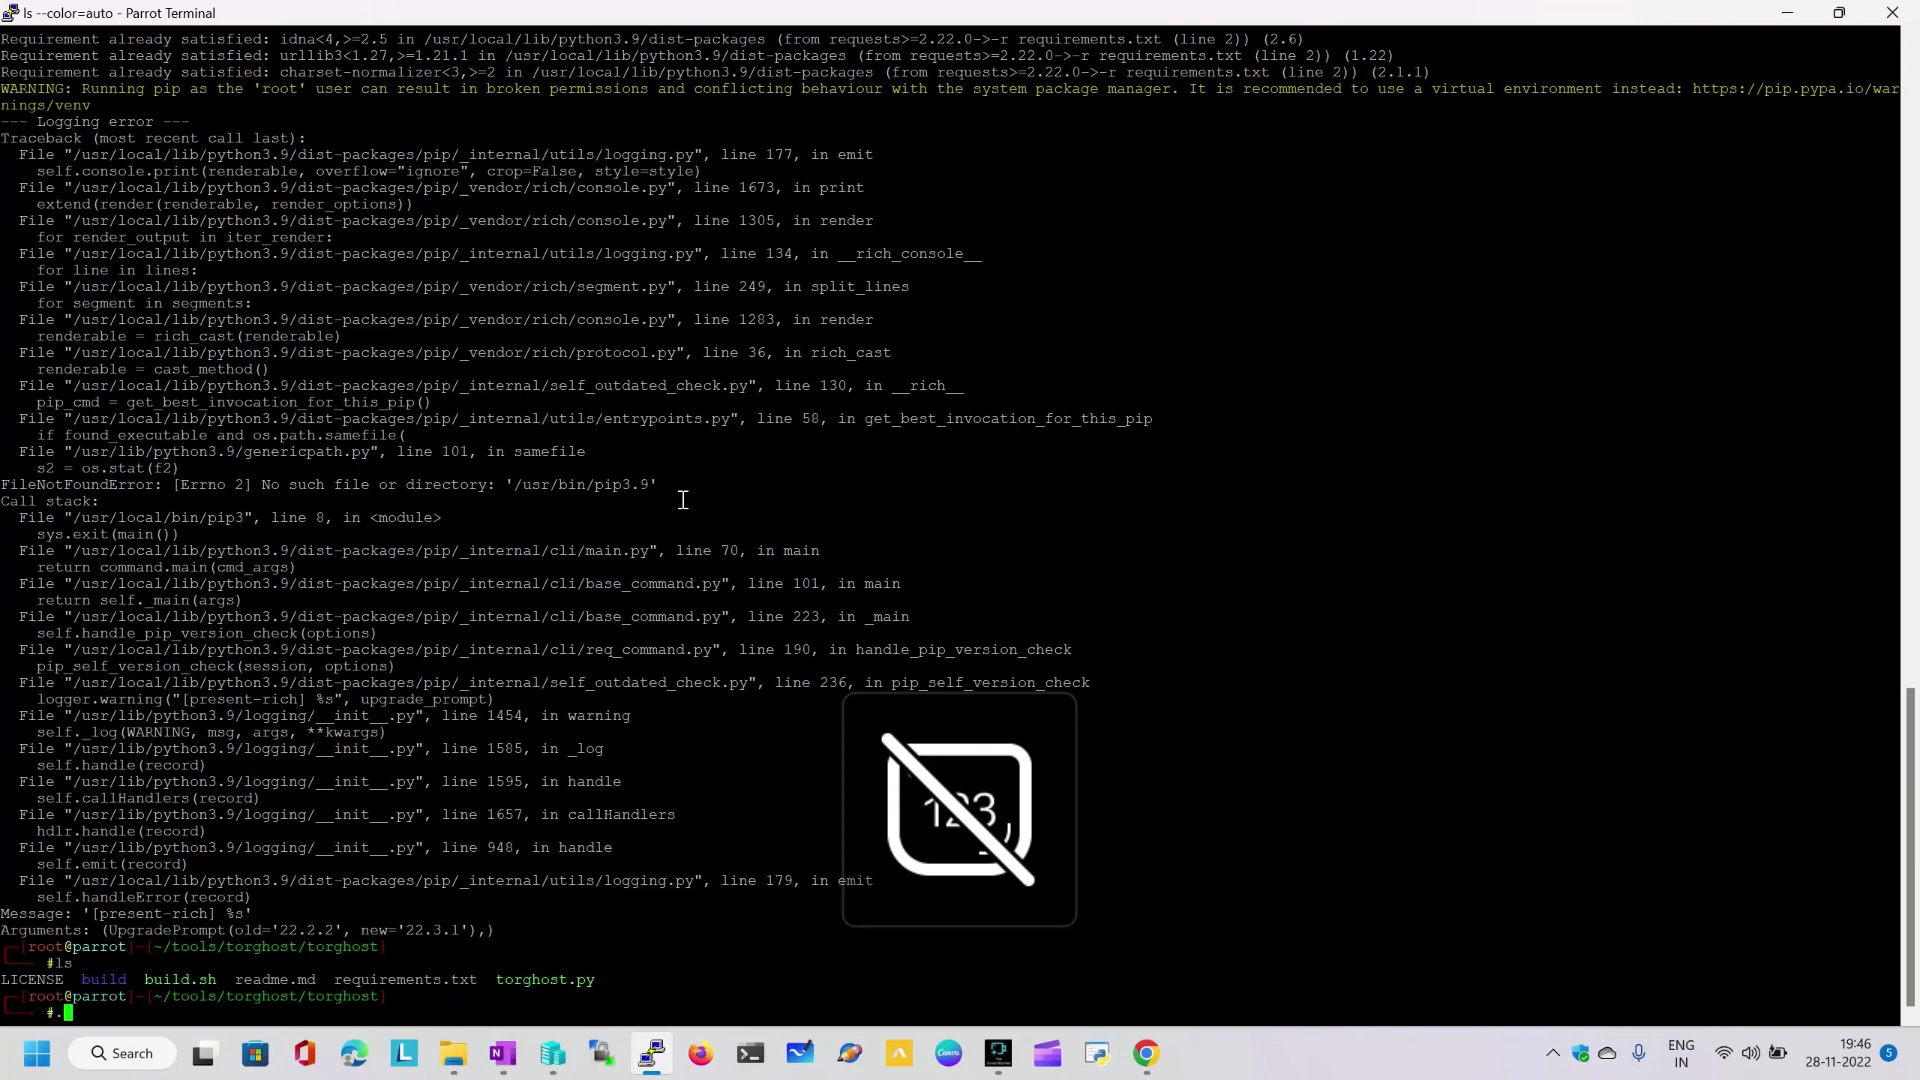 ls --color=auto - Parrot Terminal
Requirement already satisfied: idna<4,>=2.5 in /usr/local/lib/python3.9/dist-packages (from requests>=2.22.0->-r requirements.txt (line 2)) (2.6)
Requirement already satisfied: urllib3<1.27,>=1.21.1 in /usr/local/lib/python3.9/dist-packages (from requests>=2.22.0->-r requirements.txt (line 2)) (1.22)
Requirement already satisfied: charset-normalizer<3,>=2 in /usr/local/lib/python3.9/dist-packages (from requests>=2.22.0->-r requirements.txt (line 2)) (2.1.1)
WARNING: Running pip as the 'root' user can result in broken permissions and conflicting behaviour with the system package manager. It is recommended to use a virtual environment instead: https://pip.pypa.io/war
nings/venv
--- Logging error ---
Traceback (most recent call last):
  File "/usr/local/lib/python3.9/dist-packages/pip/_internal/utils/logging.py", line 177, in emit
    self.console.print(renderable, overflow="ignore", crop=False, style=style)
  File "/usr/local/lib/python3.9/dist-packages/pip/_vendor/rich/console.py", line 1673, in print
    extend(render(renderable, render_options))
  File "/usr/local/lib/python3.9/dist-packages/pip/_vendor/rich/console.py", line 1305, in render
    for render_output in iter_render:
  File "/usr/local/lib/python3.9/dist-packages/pip/_internal/utils/logging.py", line 134, in __rich_console__
    for line in lines:
  File "/usr/local/lib/python3.9/dist-packages/pip/_vendor/rich/segment.py", line 249, in split_lines
    for segment in segments:
  File "/usr/local/lib/python3.9/dist-packages/pip/_vendor/rich/console.py", line 1283, in render
    renderable = rich_cast(renderable)
  File "/usr/local/lib/python3.9/dist-packages/pip/_vendor/rich/protocol.py", line 36, in rich_cast
    renderable = cast_method()
  File "/usr/local/lib/python3.9/dist-packages/pip/_internal/self_outdated_check.py", line 130, in __rich__
    pip_cmd = get_best_invocation_for_this_pip()
  File "/usr/local/lib/python3.9/dist-packages/pip/_internal/utils/entrypoints.py", line 58, in get_best_invocation_for_this_pip
    if found_executable and os.path.samefile(
  File "/usr/lib/python3.9/genericpath.py", line 101, in samefile
    s2 = os.stat(f2)
FileNotFoundError: [Errno 2] No such file or directory: '/usr/bin/pip3.9'
Call stack:
  File "/usr/local/bin/pip3", line 8, in <module>
    sys.exit(main())
  File "/usr/local/lib/python3.9/dist-packages/pip/_internal/cli/main.py", line 70, in main
    return command.main(cmd_args)
  File "/usr/local/lib/python3.9/dist-packages/pip/_internal/cli/base_command.py", line 101, in main
    return self._main(args)
  File "/usr/local/lib/python3.9/dist-packages/pip/_internal/cli/base_command.py", line 223, in _main
    self.handle_pip_version_check(options)
  File "/usr/local/lib/python3.9/dist-packages/pip/_internal/cli/req_command.py", line 190, in handle_pip_version_check
    pip_self_version_check(session, options)
  File "/usr/local/lib/python3.9/dist-packages/pip/_internal/self_outdated_check.py", line 236, in pip_self_version_check
    logger.warning("[present-rich] %s", upgrade_prompt)
  File "/usr/lib/python3.9/logging/__init__.py", line 1454, in warning
    self._log(WARNING, msg, args, **kwargs)
  File "/usr/lib/python3.9/logging/__init__.py", line 1585, in _log
    self.handle(record)
  File "/usr/lib/python3.9/logging/__init__.py", line 1595, in handle
    self.callHandlers(record)
  File "/usr/lib/python3.9/logging/__init__.py", line 1657, in callHandlers
    hdlr.handle(record)
  File "/usr/lib/python3.9/logging/__init__.py", line 948, in handle
    self.emit(record)
  File "/usr/local/lib/python3.9/dist-packages/pip/_internal/utils/logging.py", line 179, in emit
    self.handleError(record)
Message: '[present-rich] %s'
Arguments: (UpgradePrompt(old='22.2.2', new='22.3.1'),)
[root@parrot]-[~/tools/torghost/torghost]
#ls
LICENSE  build  build.sh  readme.md  requirements.txt  torghost.py
[root@parrot]-[~/tools/torghost/torghost]
#.
123
Search
Canva
ENG
IN
19:46
28-11-2022
5